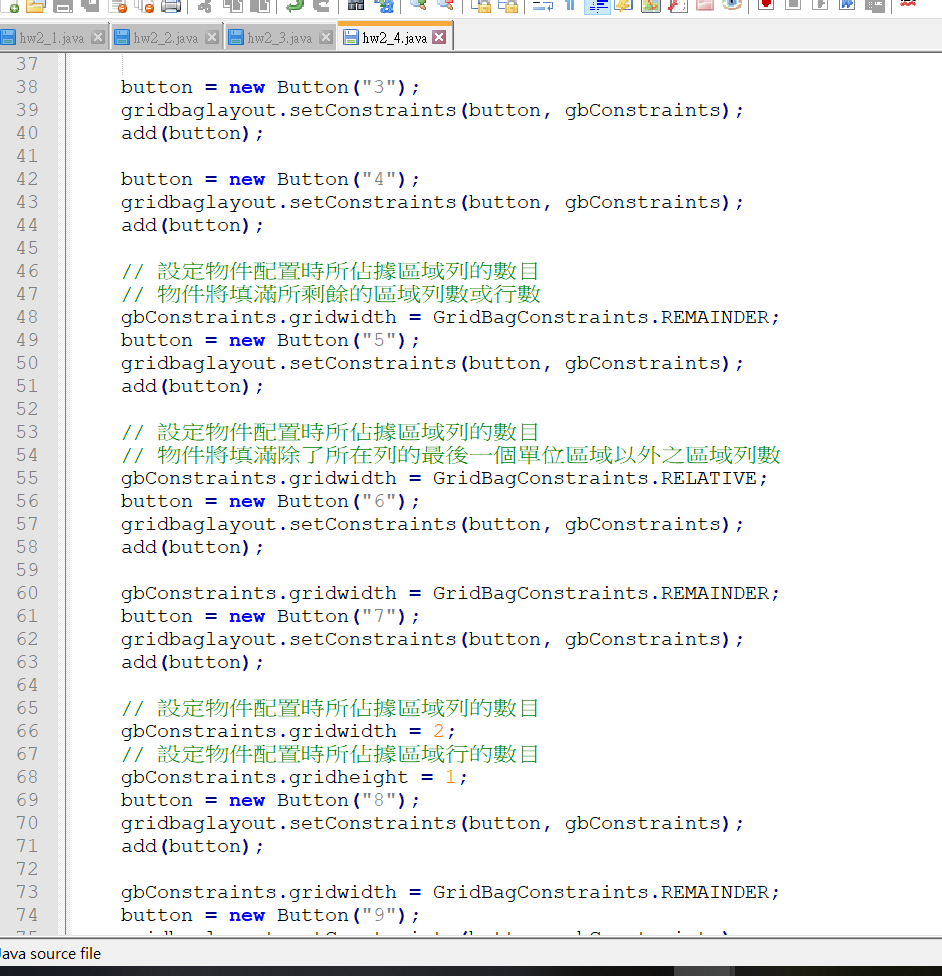 hw2_1.java hw2_2.java hw2_3.java hw2_4.java
37
38 button = new Button("3");
39 gridbaglayout.setConstraints(button, gbConstraints);
40 add(button);
41
42 button = new Button("4");
43 gridbaglayout.setConstraints(button, gbConstraints);
44 add(button);
45
46 // 設定物件配置時所佔據區域列的數目
47 // 物件將填滿所剩餘的區域列數或行數
48 gbConstraints.gridwidth = GridBagConstraints.REMAINDER;
49 button = new Button("5");
50 gridbaglayout.setConstraints(button, gbConstraints);
51 add(button);
52
53 // 設定物件配置時所佔據區域列的數目
54 // 物件將填滿除了所在列的最後一個單位區域以外之區域列數
55 gbConstraints.gridwidth = GridBagConstraints.RELATIVE;
56 button = new Button("6");
57 gridbaglayout.setConstraints(button, gbConstraints);
58 add(button);
59
60 gbConstraints.gridwidth = GridBagConstraints.REMAINDER;
61 button = new Button("7");
62 gridbaglayout.setConstraints(button, gbConstraints);
63 add(button);
64
65 // 設定物件配置時所佔據區域列的數目
66 gbConstraints.gridwidth = 2;
67 // 設定物件配置時所佔據區域行的數目
68 gbConstraints.gridheight = 1;
69 button = new Button("8");
70 gridbaglayout.setConstraints(button, gbConstraints);
71 add(button);
72
73 gbConstraints.gridwidth = GridBagConstraints.REMAINDER;
74 button = new Button("9");
Java source file